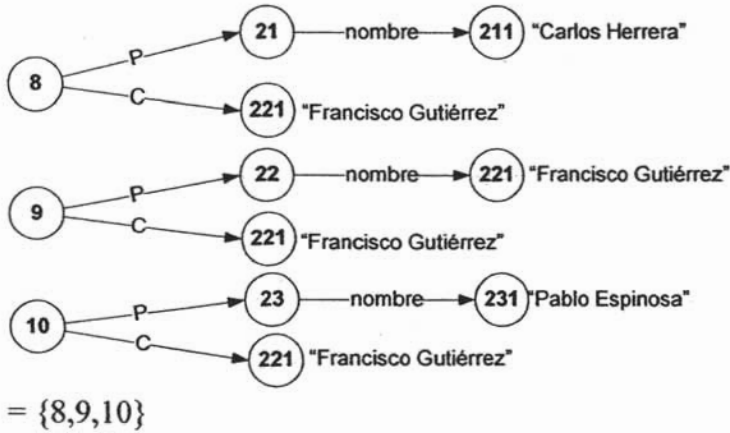 P 21 nombre 211 "Carlos Herrera"
8
C 221 "Francisco Gutiérrez"
P 22 nombre 221 "Francisco Gutiérrez"
9
C 221 "Francisco Gutiérrez"
P 23 nombre 231 "Pablo Espinosa"
10
C 221 "Francisco Gutiérrez"
= {8,9,10}